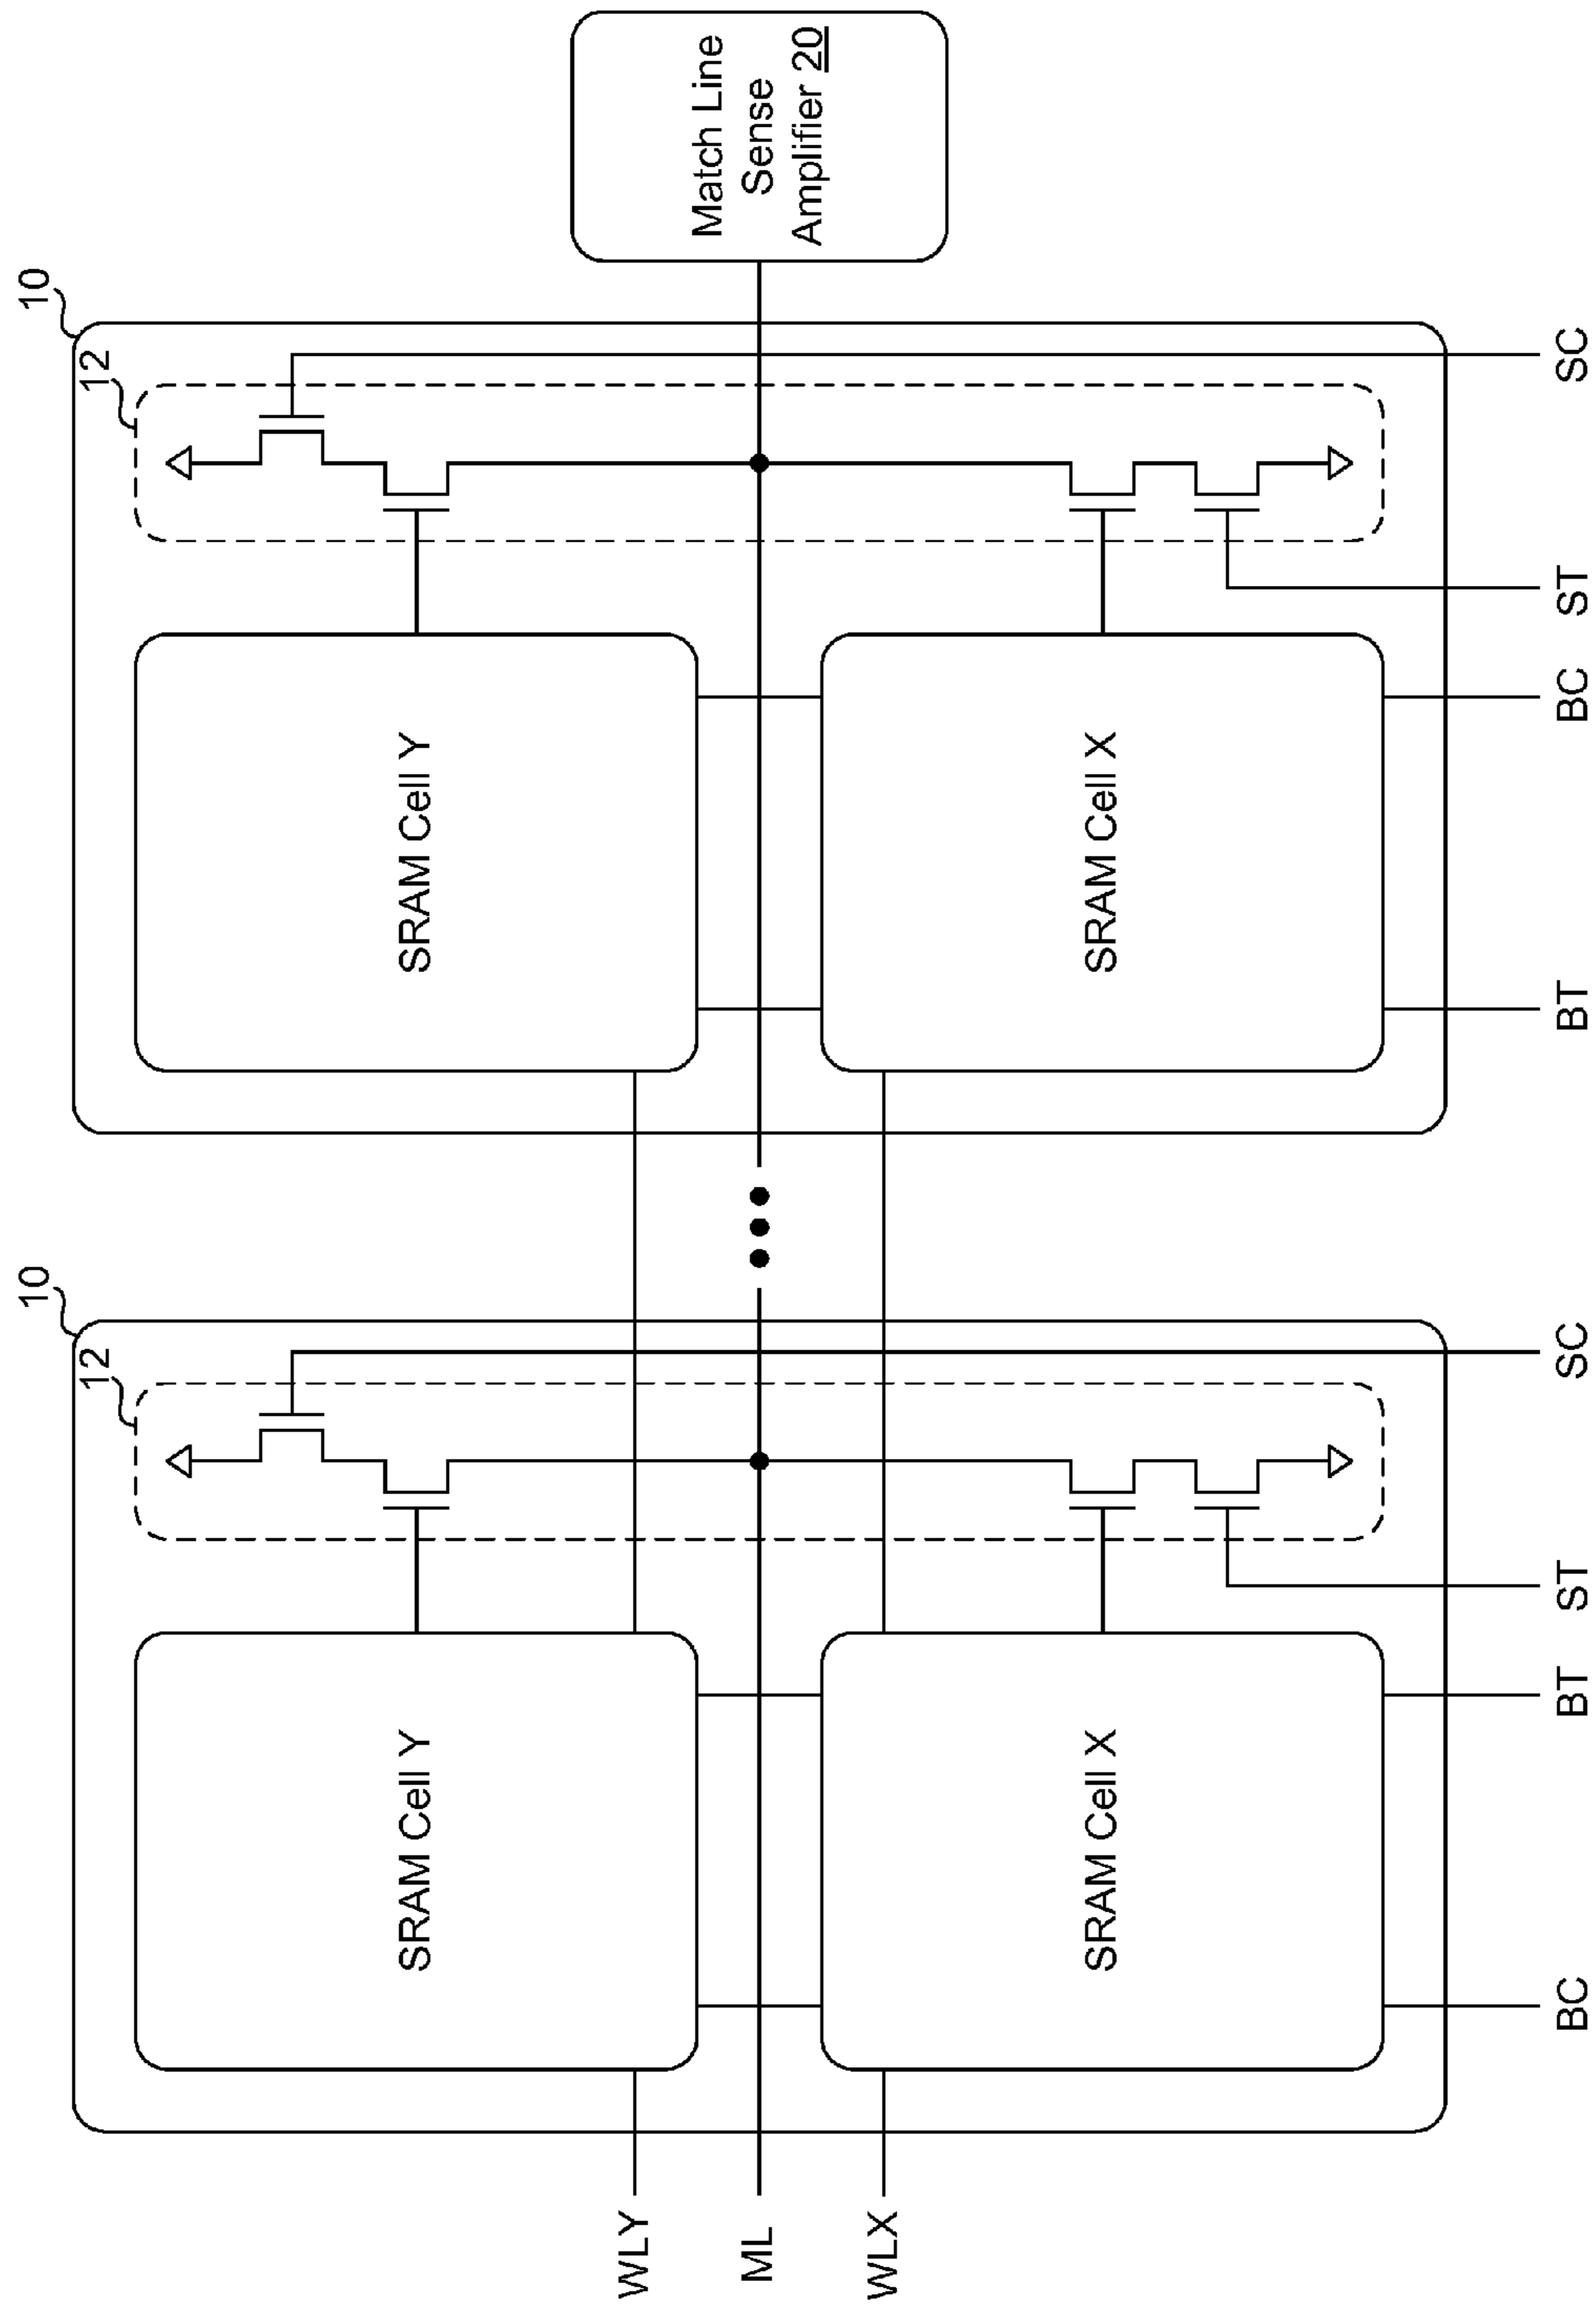 10
10
12
12
SRAM Cell Y
SRAM Cell Y
WLY
Match Line
Sense
Amplifier 20
ML
WLX
SRAM Cell X
SRAM Cell X
BC
BT
ST
SC
BT
BC
ST
SC